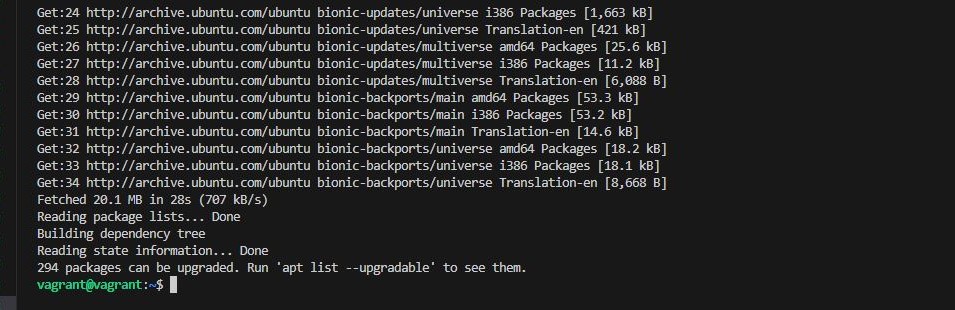 Get:24 http://archive.ubuntu.com/ubuntu bionic-updates/universe i386 Packages [1,663 kB]
Get:25 http://archive.ubuntu.com/ubuntu bionic-updates/universe Translation-en [421 kB]
Get:26 http://archive.ubuntu.com/ubuntu bionic-updates/multiverse amd64 Packages [25.6 kB]
Get:27 http://archive.ubuntu.com/ubuntu bionic-updates/multiverse i386 Packages [11.2 kB]
Get:28 http://archive.ubuntu.com/ubuntu bionic-updates/multiverse Translation-en [6,088 B]
Get:29 http://archive.ubuntu.com/ubuntu bionic-backports/main amd64 Packages [53.3 kB]
Get:30 http://archive.ubuntu.com/ubuntu bionic-backports/main i386 Packages [53.2 kB]
Get:31 http://archive.ubuntu.com/ubuntu bionic-backports/main Translation-en [14.6 kB]
Get:32 http://archive.ubuntu.com/ubuntu bionic-backports/universe amd64 Packages [18.2 kB]
Get:33 http://archive.ubuntu.com/ubuntu bionic-backports/universe i386 Packages [18.1 kB]
Get:34 http://archive.ubuntu.com/ubuntu bionic-backports/universe Translation-en [8,668 B]
Fetched 20.1 MB in 28s (707 kB/s)
Reading package lists... Done
Building dependency tree
Reading state information... Done
294 packages can be upgraded. Run 'apt list --upgradable' to see them.
vagrant@vagrant:~$